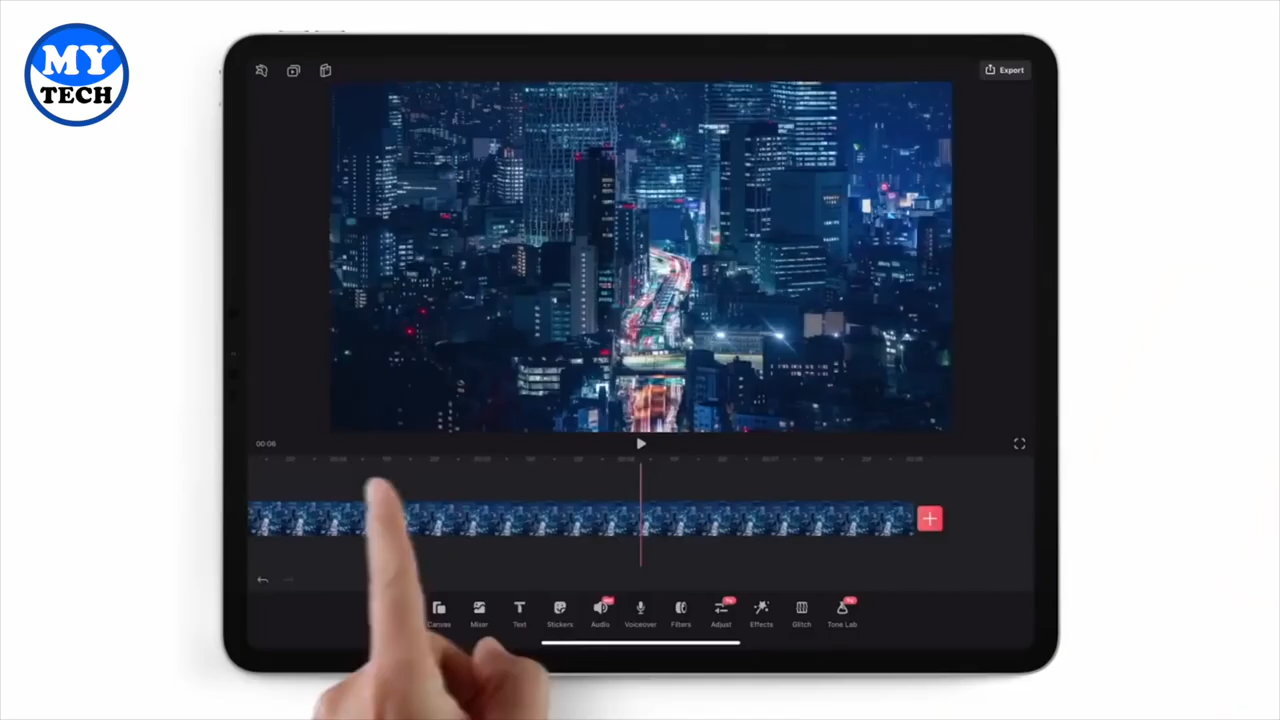 MY
TECH
Export
00:06
Canvas
Mixer
Text
Stickers
Audio
Voiceover
Filters
Adjust
Effects
Glitch
Tone Lab